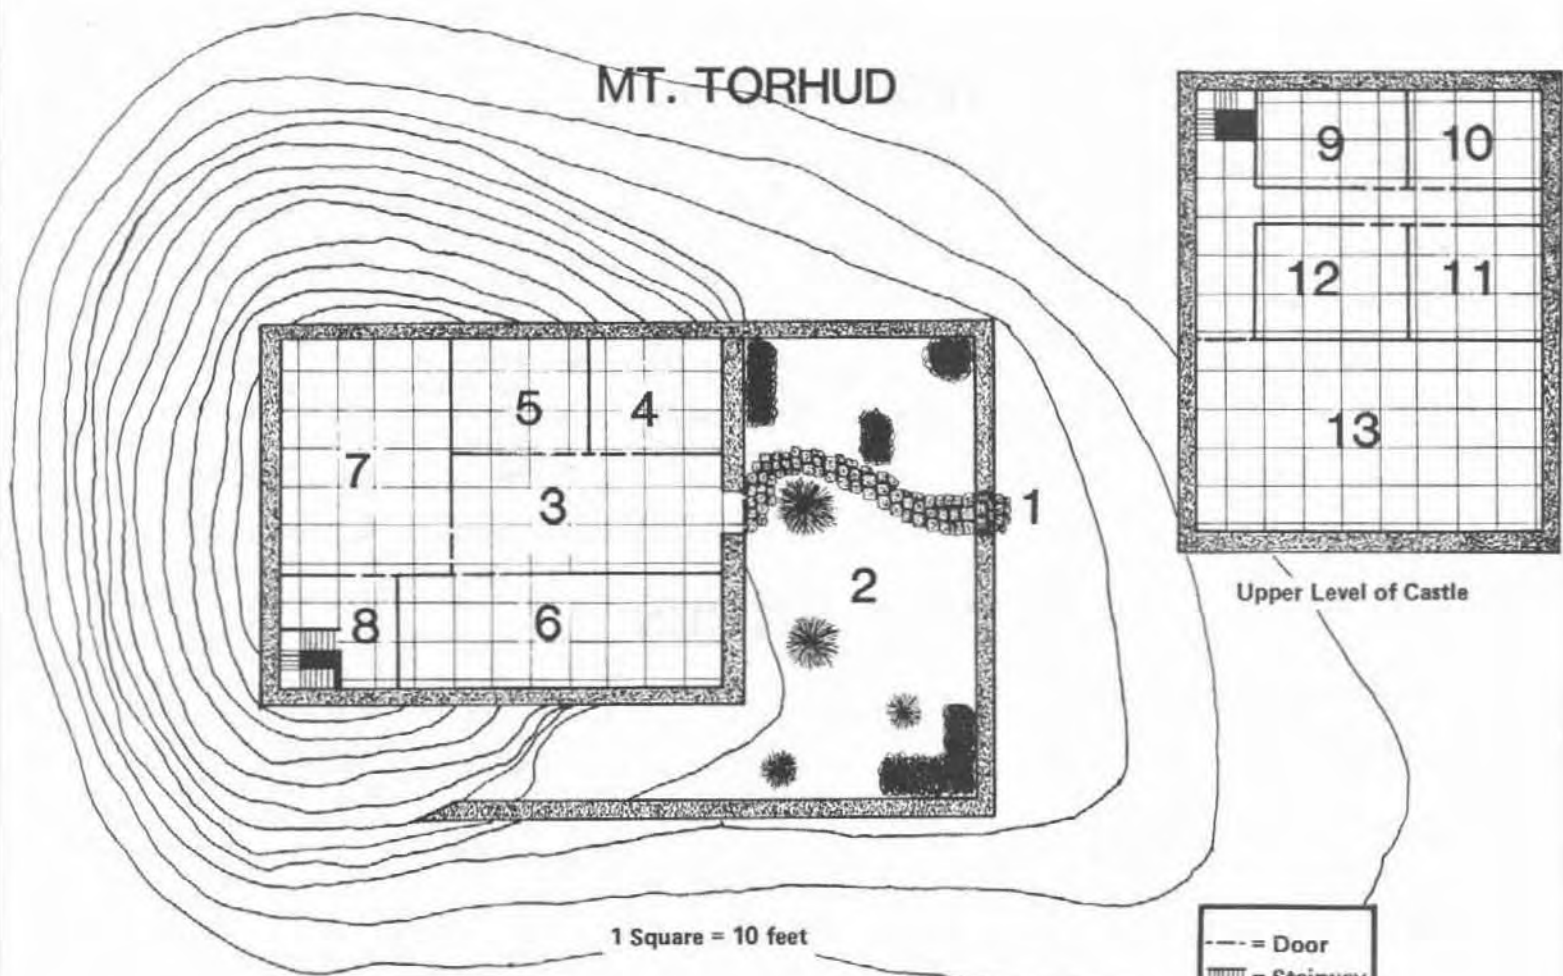 MT. TORHUD
9
10
12
11
13
5
4
7
3
1
2
8
6
Upper Level of Castle
1 Square = 10 feet
= Door
= Stairway